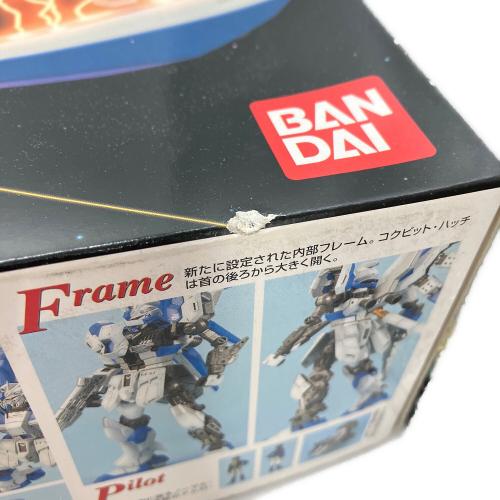 BAN
DAI
Frame
新たに設定された内部フレーム。コクピット・ハッチ
は首の後ろから大きく開く。
Pilot